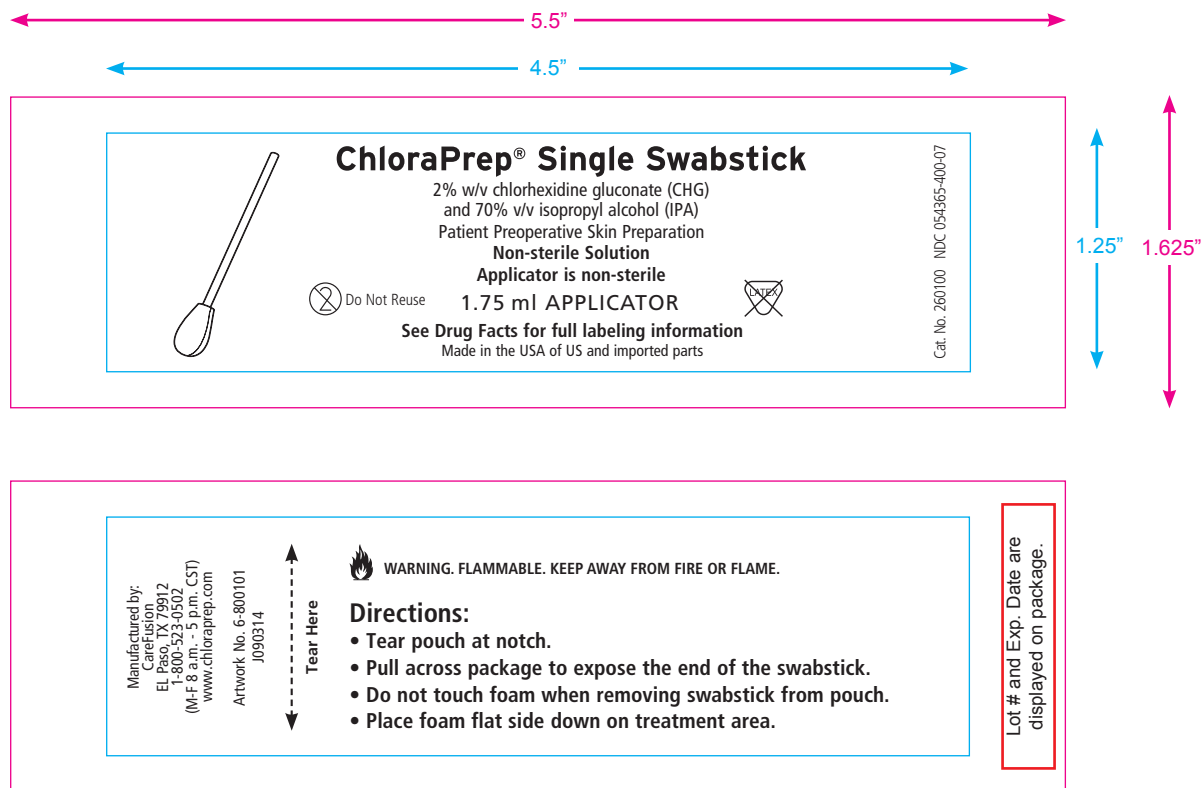 5.5”
4.5”
ChloraPrep® Single Swabstick
2% w/v chlorhexidine gluconate (CHG)
and 70% v/v isopropyl alcohol (IPA)
Patient Preoperative Skin Preparation
Non-sterile Solution
Applicator is non-sterile
2 Do Not Reuse
1.75 ml APPLICATOR
LATEX
See Drug Facts for full labeling information
Made in the USA of US and imported parts
Cat. No. 260100 NDC 054365-400-07
1.25”
1.625”
Manufactured by:
CareFusion
EL Paso, TX 79912
1-800-523-0502
(M-F 8 a.m. - 5 p.m. CST)
www.chloraprep.com
Artwork No. 6-800101
J090314
Tear Here
WARNING. FLAMMABLE. KEEP AWAY FROM FIRE OR FLAME.
Directions:
• Tear pouch at notch.
• Pull across package to expose the end of the swabstick.
• Do not touch foam when removing swabstick from pouch.
• Place foam flat side down on treatment area.
Lot # and Exp. Date are
displayed on package.